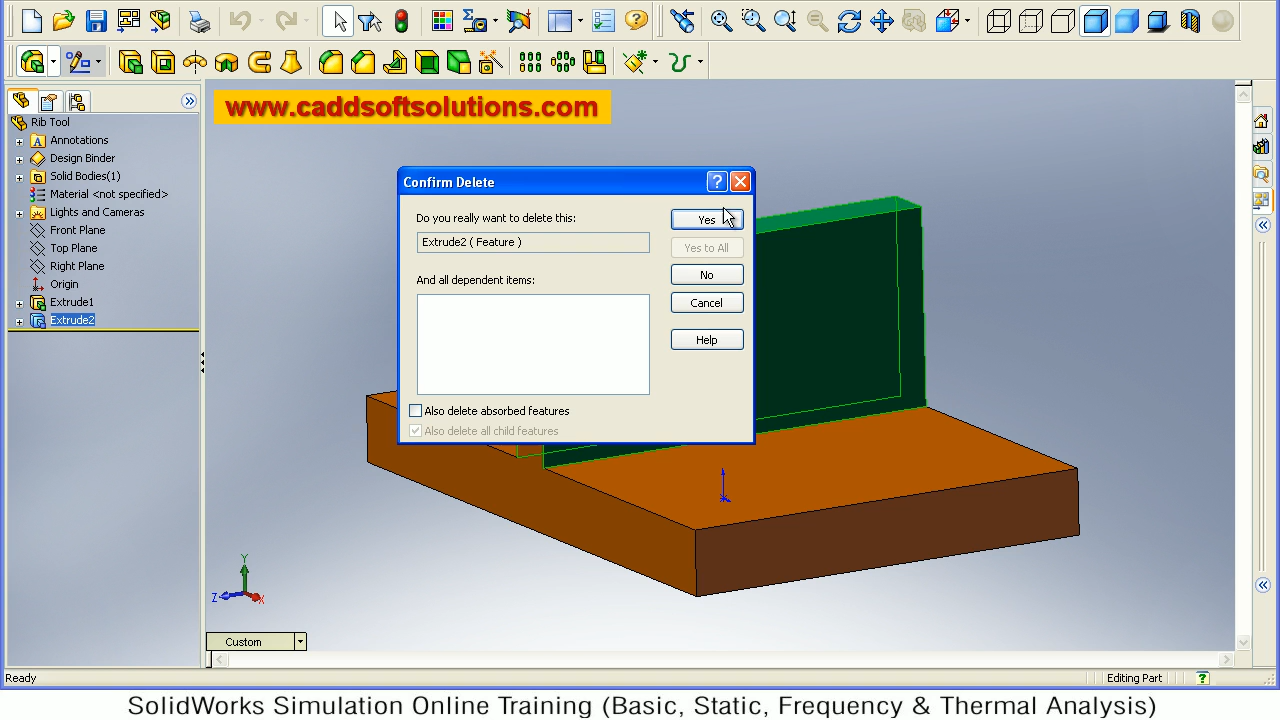 www.caddsoftsolutions.com
Rib Tool
Annotations
Design Binder
Solid Bodies(1)
Material <not specified>
Lights and Cameras
Front Plane
Top Plane
Right Plane
Origin
Extrude1
Extrude2
Confirm Delete
Do you really want to delete this:
Extrude2 ( Feature )
And all dependent items:
Also delete absorbed features
Also delete all child features
Yes
Yes to All
No
Cancel
Help
Y
Z
X
Custom
Ready
Editing Part
SolidWorks Simulation Online Training (Basic, Static, Frequency & Thermal Analysis)